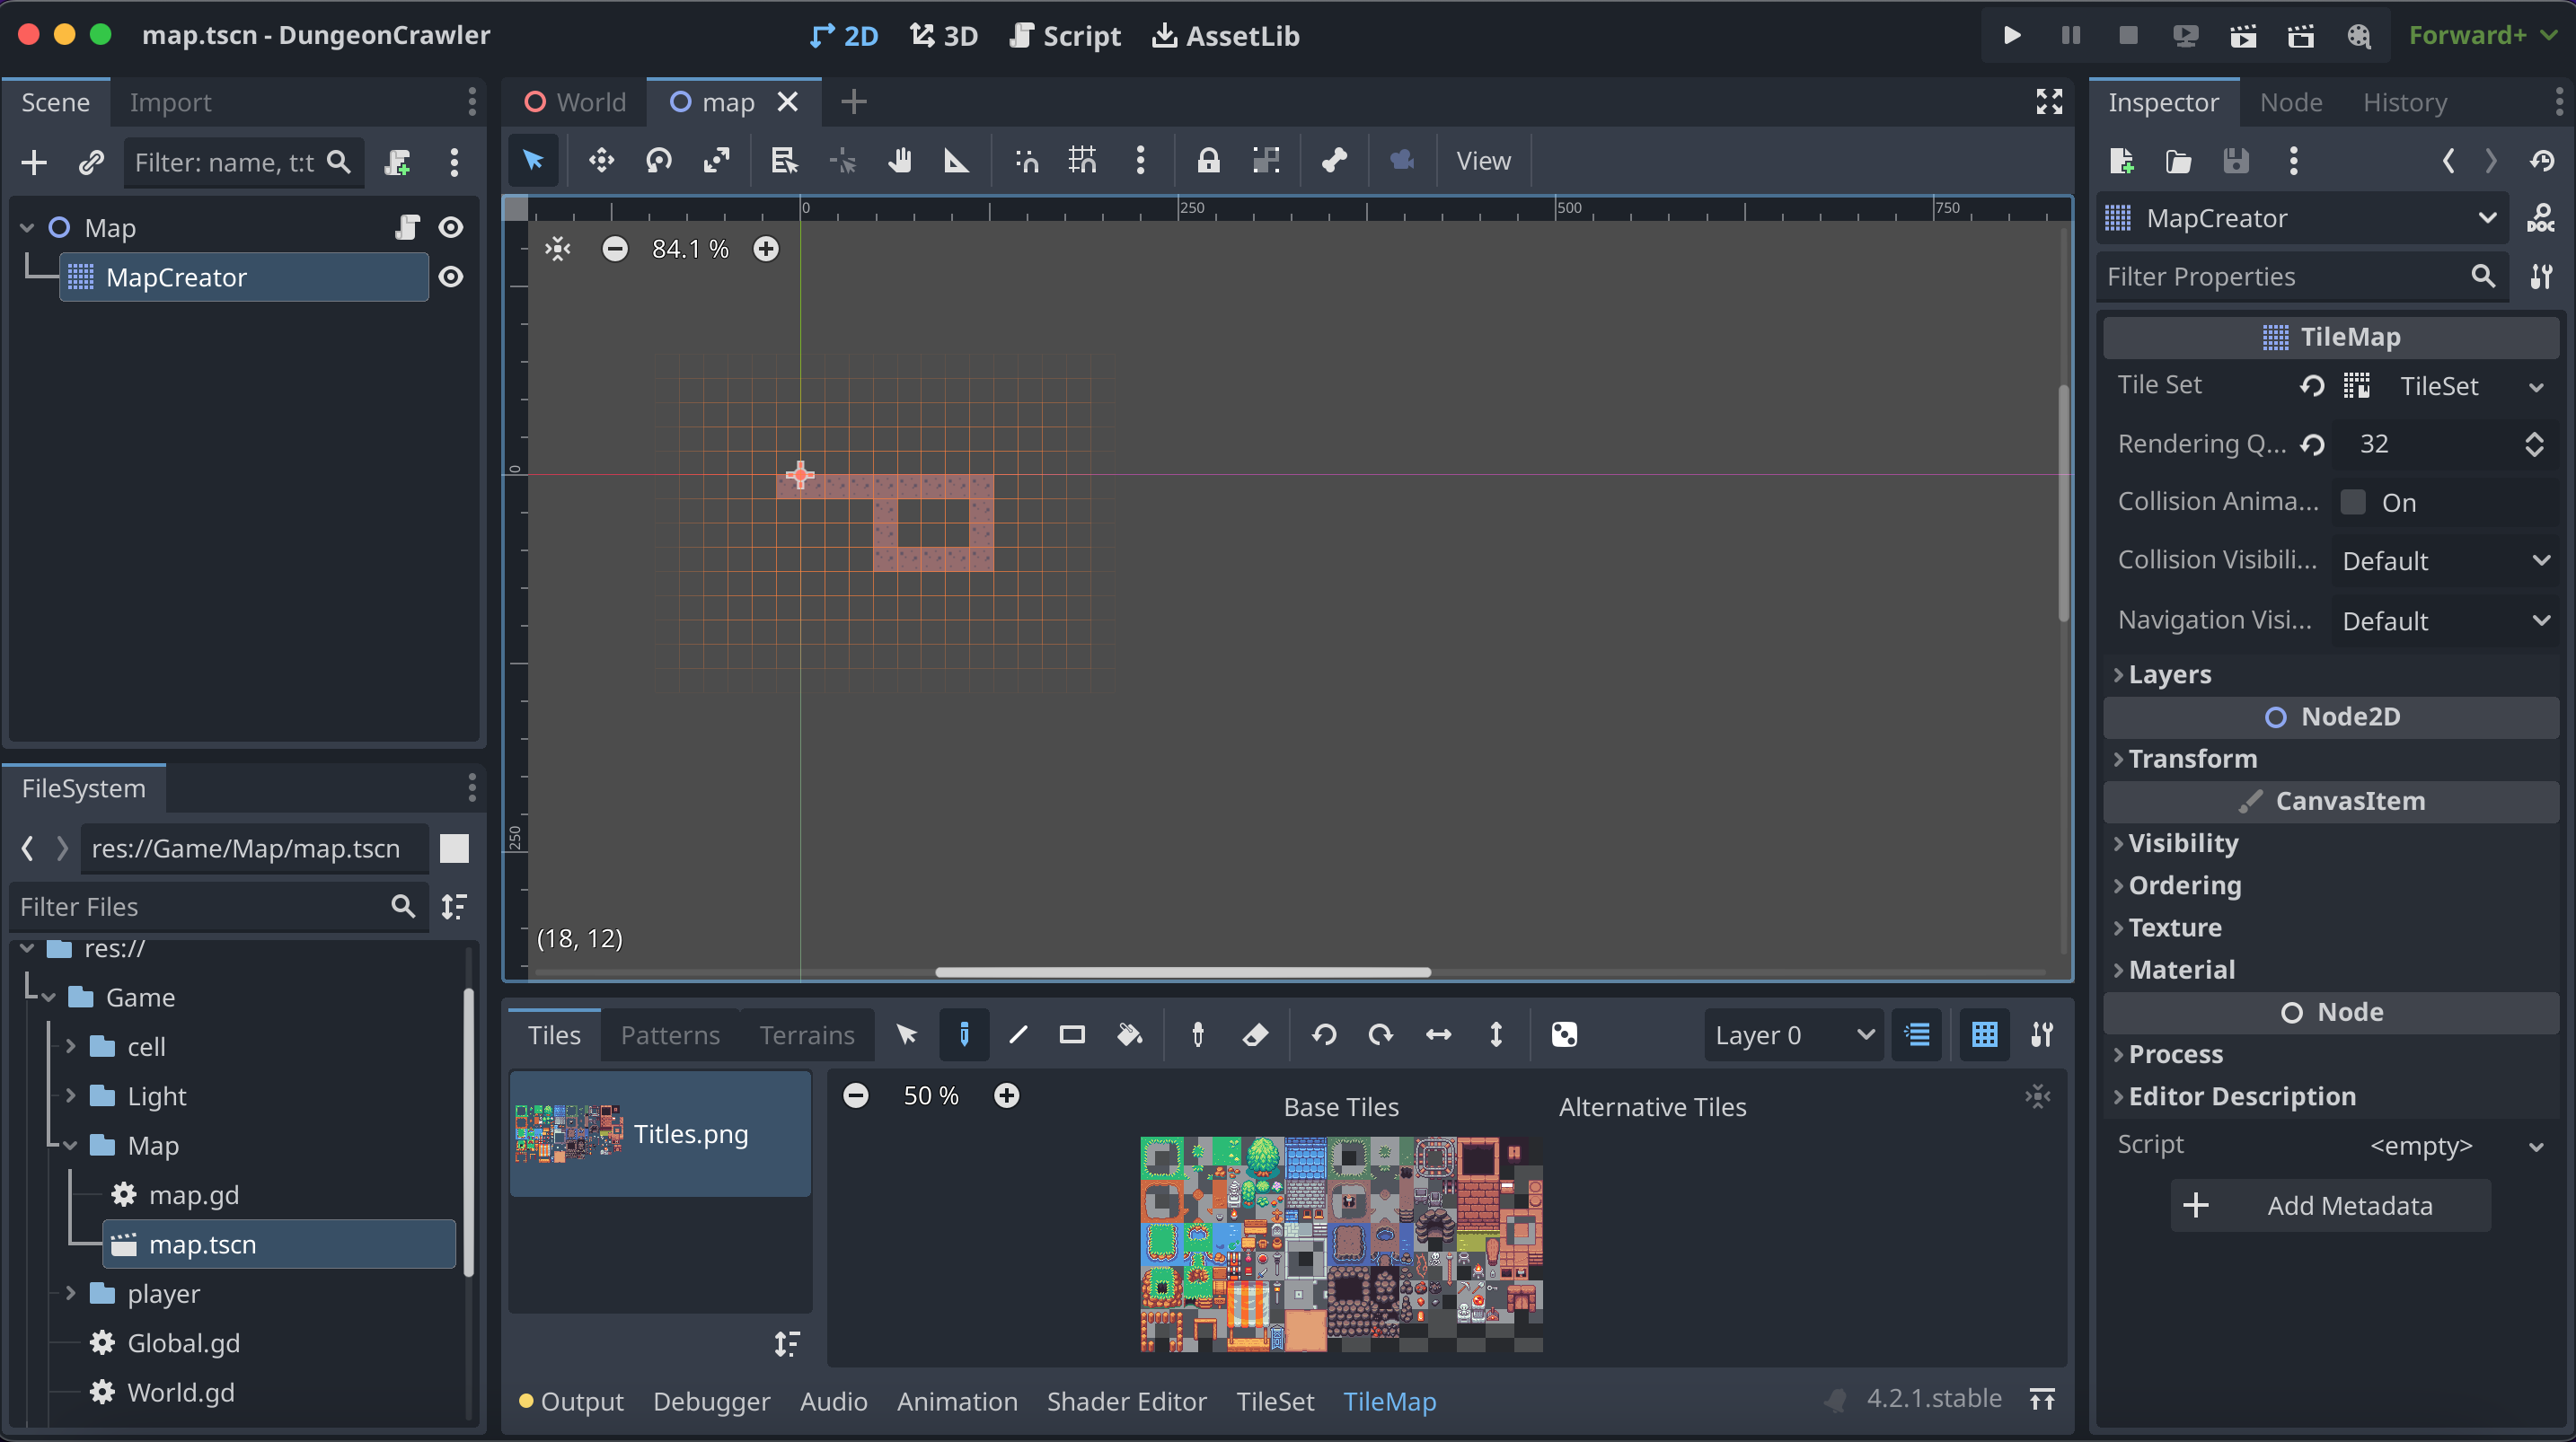 map.tscn - DungeonCrawler
2D
3D
Script
AssetLib
Forward+
Scene
Import
Filter: name, t:t
Map
MapCreator
World
map
View
0
250
500
750
84.1 %
0
250
(18, 12)
FileSystem
res://Game/Map/map.tscn
Filter Files
res://
Game
cell
Light
Map
map.gd
map.tscn
player
Global.gd
World.gd
Tiles
Patterns
Terrains
Layer 0
Titles.png
50 %
Base Tiles
Alternative Tiles
Output
Debugger
Audio
Animation
Shader Editor
TileSet
TileMap
4.2.1.stable
Inspector
Node
History
MapCreator
DOC
Filter Properties
TileMap
Tile Set
TileSet
Rendering Q...
32
Collision Anima...
On
Collision Visibili...
Default
Navigation Visi...
Default
Layers
Node2D
Transform
CanvasItem
Visibility
Ordering
Texture
Material
Node
Process
Editor Description
Script
<empty>
Add Metadata